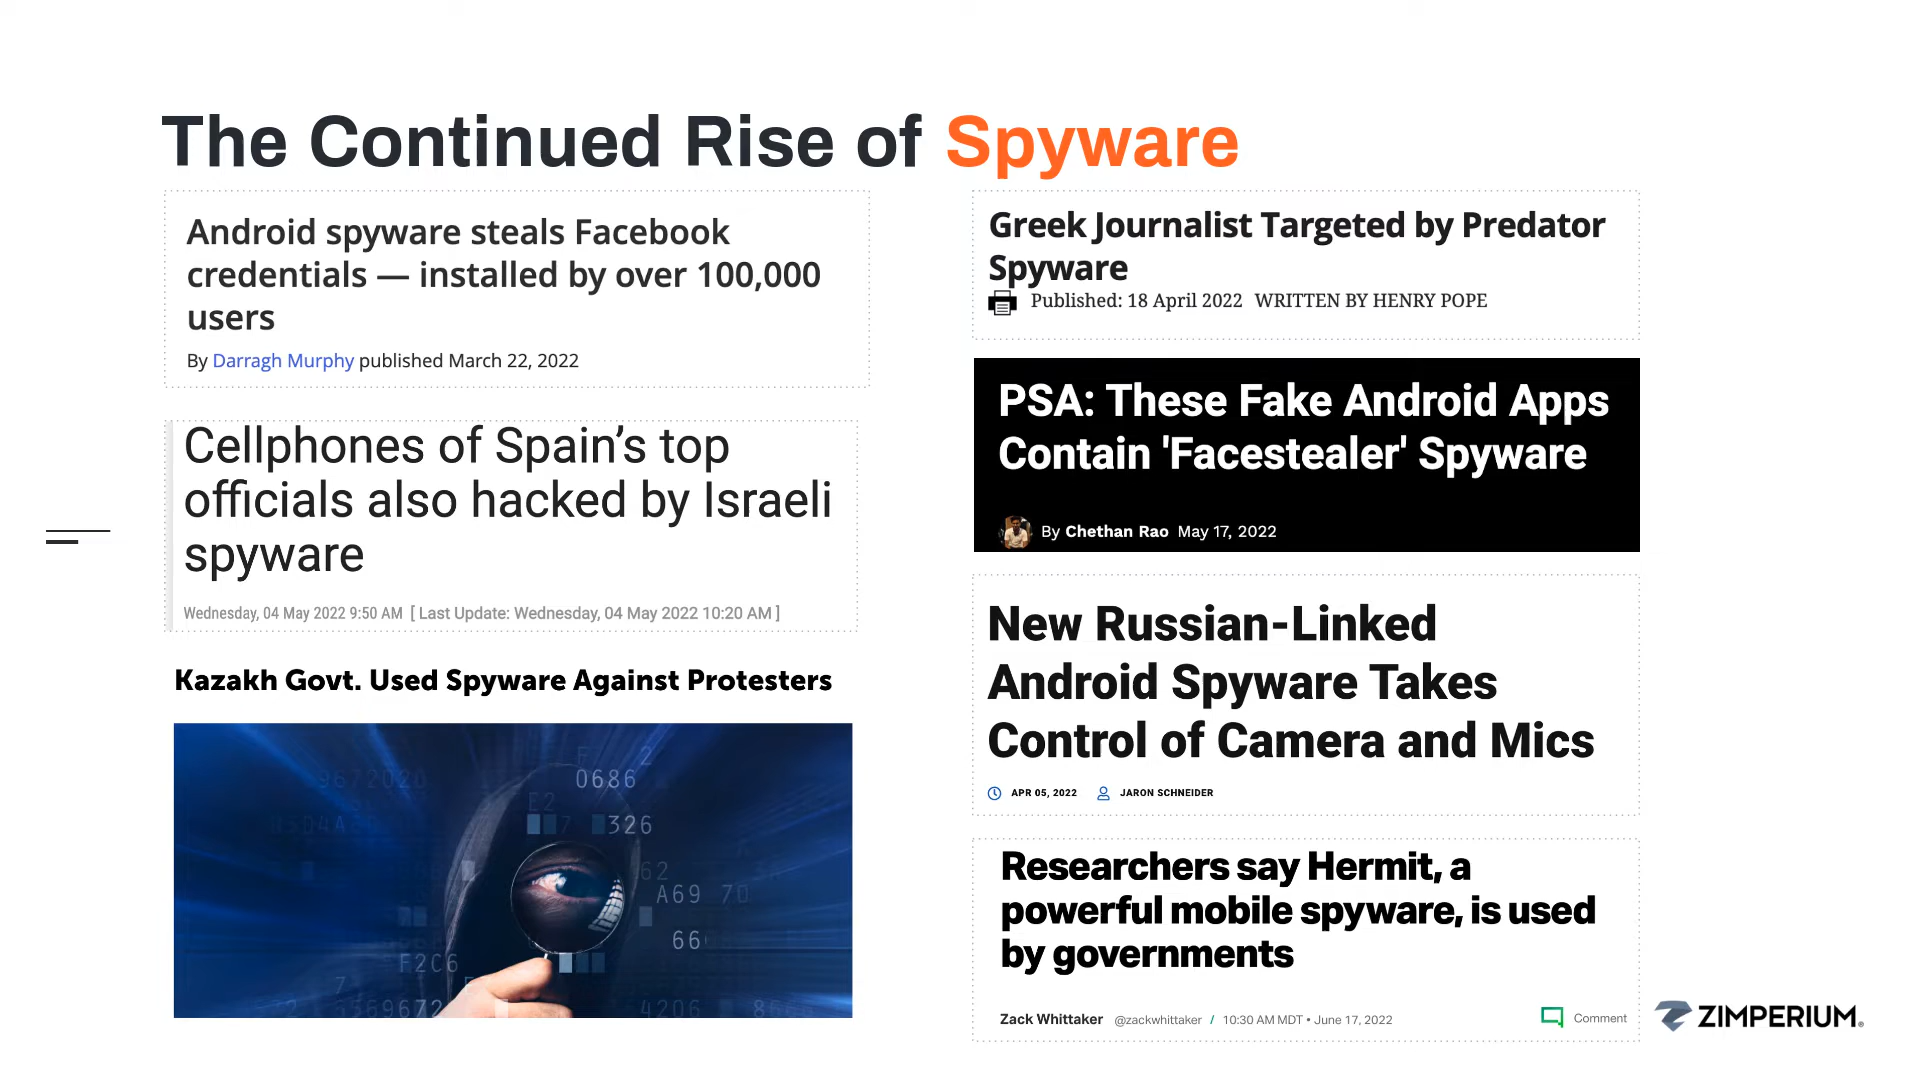 The Continued Rise of Spyware
Android spyware steals Facebook
credentials — installed by over 100,000
users
By Darragh Murphy published March 22, 2022
Cellphones of Spain’s top
officials also hacked by Israeli
spyware
Wednesday, 04 May 2022 9:50 AM [ Last Update: Wednesday, 04 May 2022 10:20 AM ]
Kazakh Govt. Used Spyware Against Protesters
0686
326
62
A69 70
66
F2C6
4206
Greek Journalist Targeted by Predator
Spyware
Published: 18 April 2022 WRITTEN BY HENRY POPE
PSA: These Fake Android Apps
Contain 'Facestealer' Spyware
By Chethan Rao May 17, 2022
New Russian-Linked
Android Spyware Takes
Control of Camera and Mics
APR 05, 2022 JARON SCHNEIDER
Researchers say Hermit, a
powerful mobile spyware, is used
by governments
Zack Whittaker @zackwhittaker / 10:30 AM MDT • June 17, 2022
Comment
ZIMPERIUM®